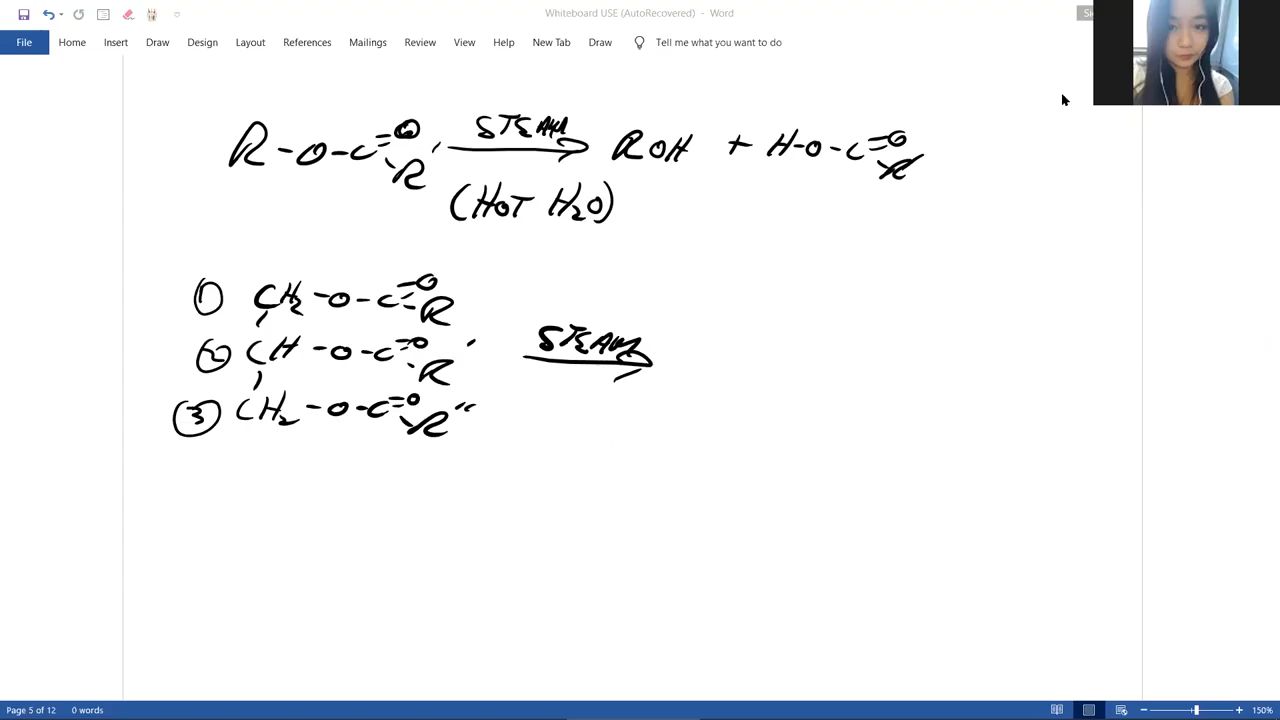 Whiteboard USE (AutoRecovered) - Word
File Home Insert Draw Design Layout References Mailings Review View Help New Tab Draw Tell me what you want to do
R-O-C=O-R' STEAM ROH + H-O-C=O-R
(HOT H2O)
① CH2-O-C=O-R
② CH-O-C=O-R' STEAM
③ CH2-O-C=O-R"
Page 5 of 12 0 words 150%